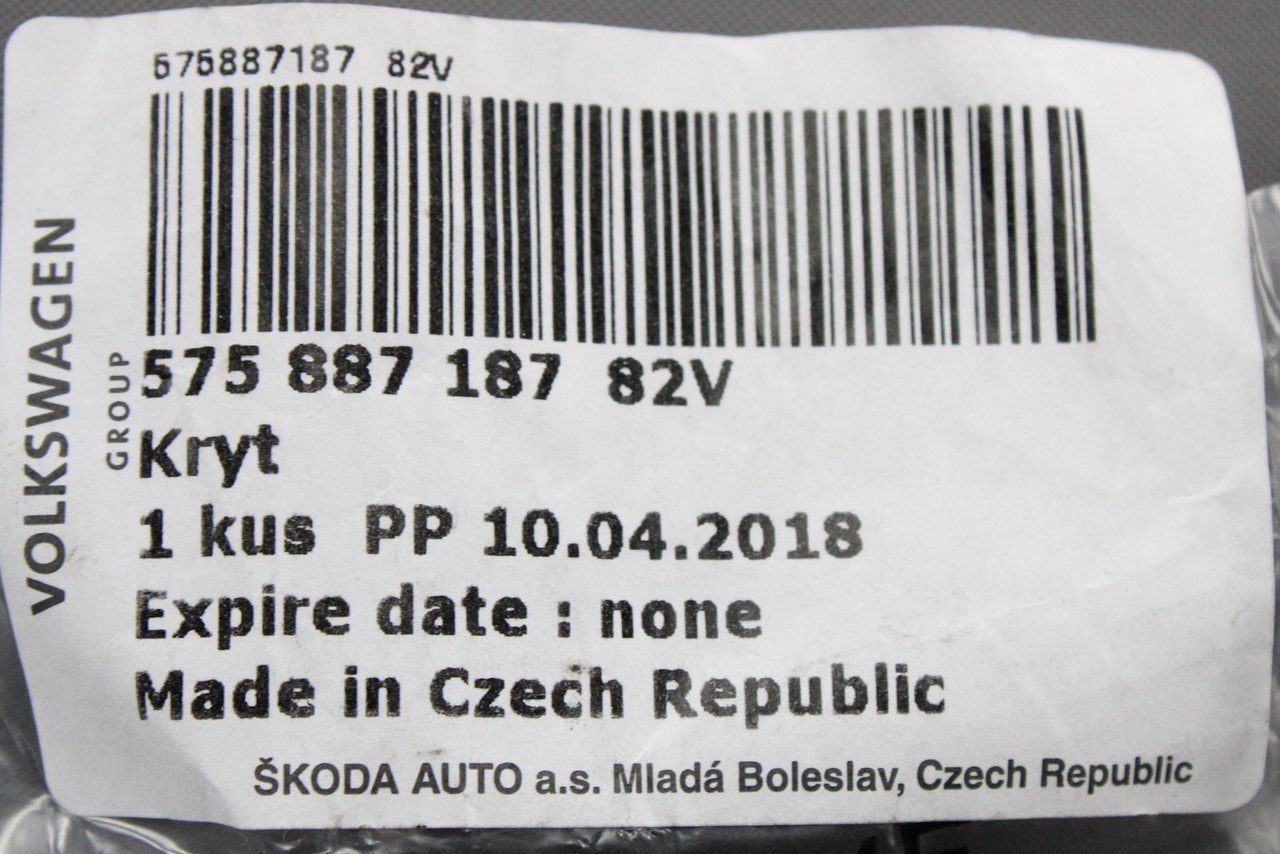 575887187 82V
VOLKSWAGEN
GROUP
575 887 187 82V
Kryt
1 kus PP 10.04.2018
Expire date : none
Made in Czech Republic
ŠKODA AUTO a.s. Mladá Boleslav, Czech Republic